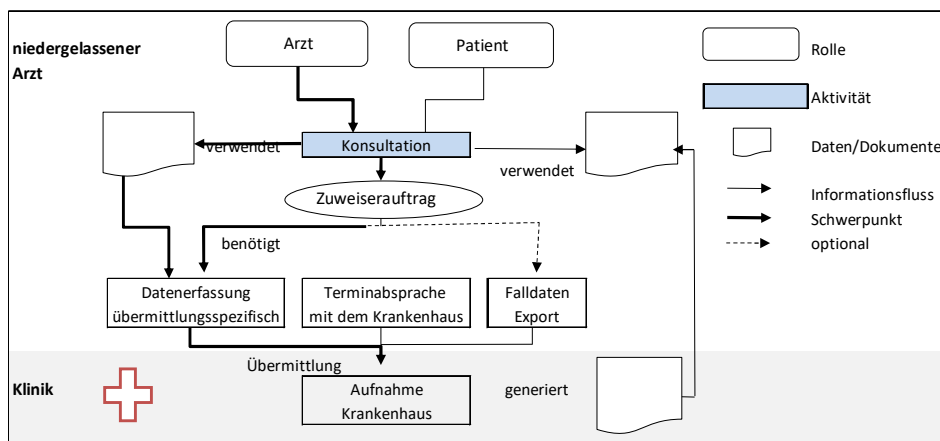 niedergelassener
Arzt
Arzt
Patient
Rolle
Aktivität
verwendet
Konsultation
verwendet
Daten/Dokumente
Zuweiserauftrag
Informationsfluss
Schwerpunkt
benötigt
optional
Datenerfassung
übermittlungsspezifisch
Terminabsprache
mit dem Krankenhaus
Falldaten
Export
Übermittlung
Klinik
Aufnahme
Krankenhaus
generiert